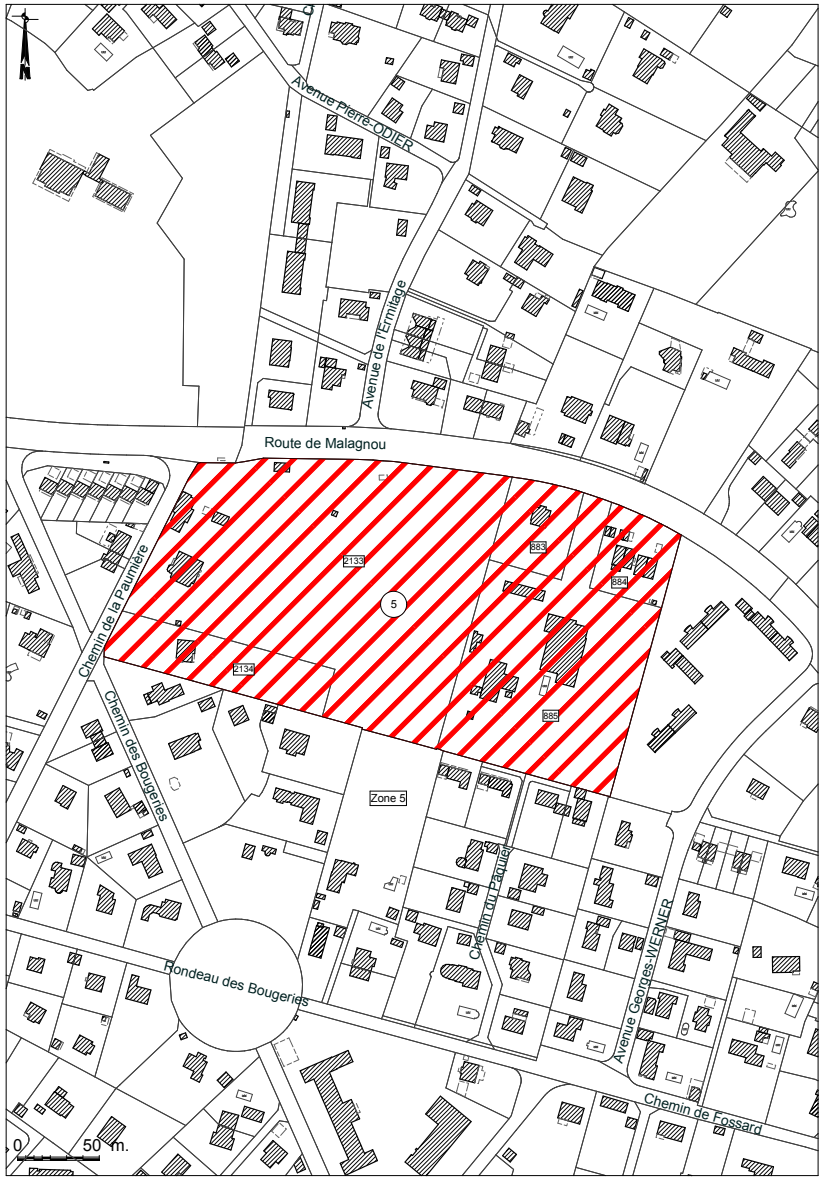 N
Avenue Pierre-ODIER
Avenue de l'Ermitage
Route de Malagnou
883
2133
884
5
Chemin de la Paumière
2134
885
Chemin des Bougeries
Zone 5
Chemin du Pâquier
Avenue Georges-WERNER
Rondeau des Bougeries
Chemin de Fossard
0 50 m.